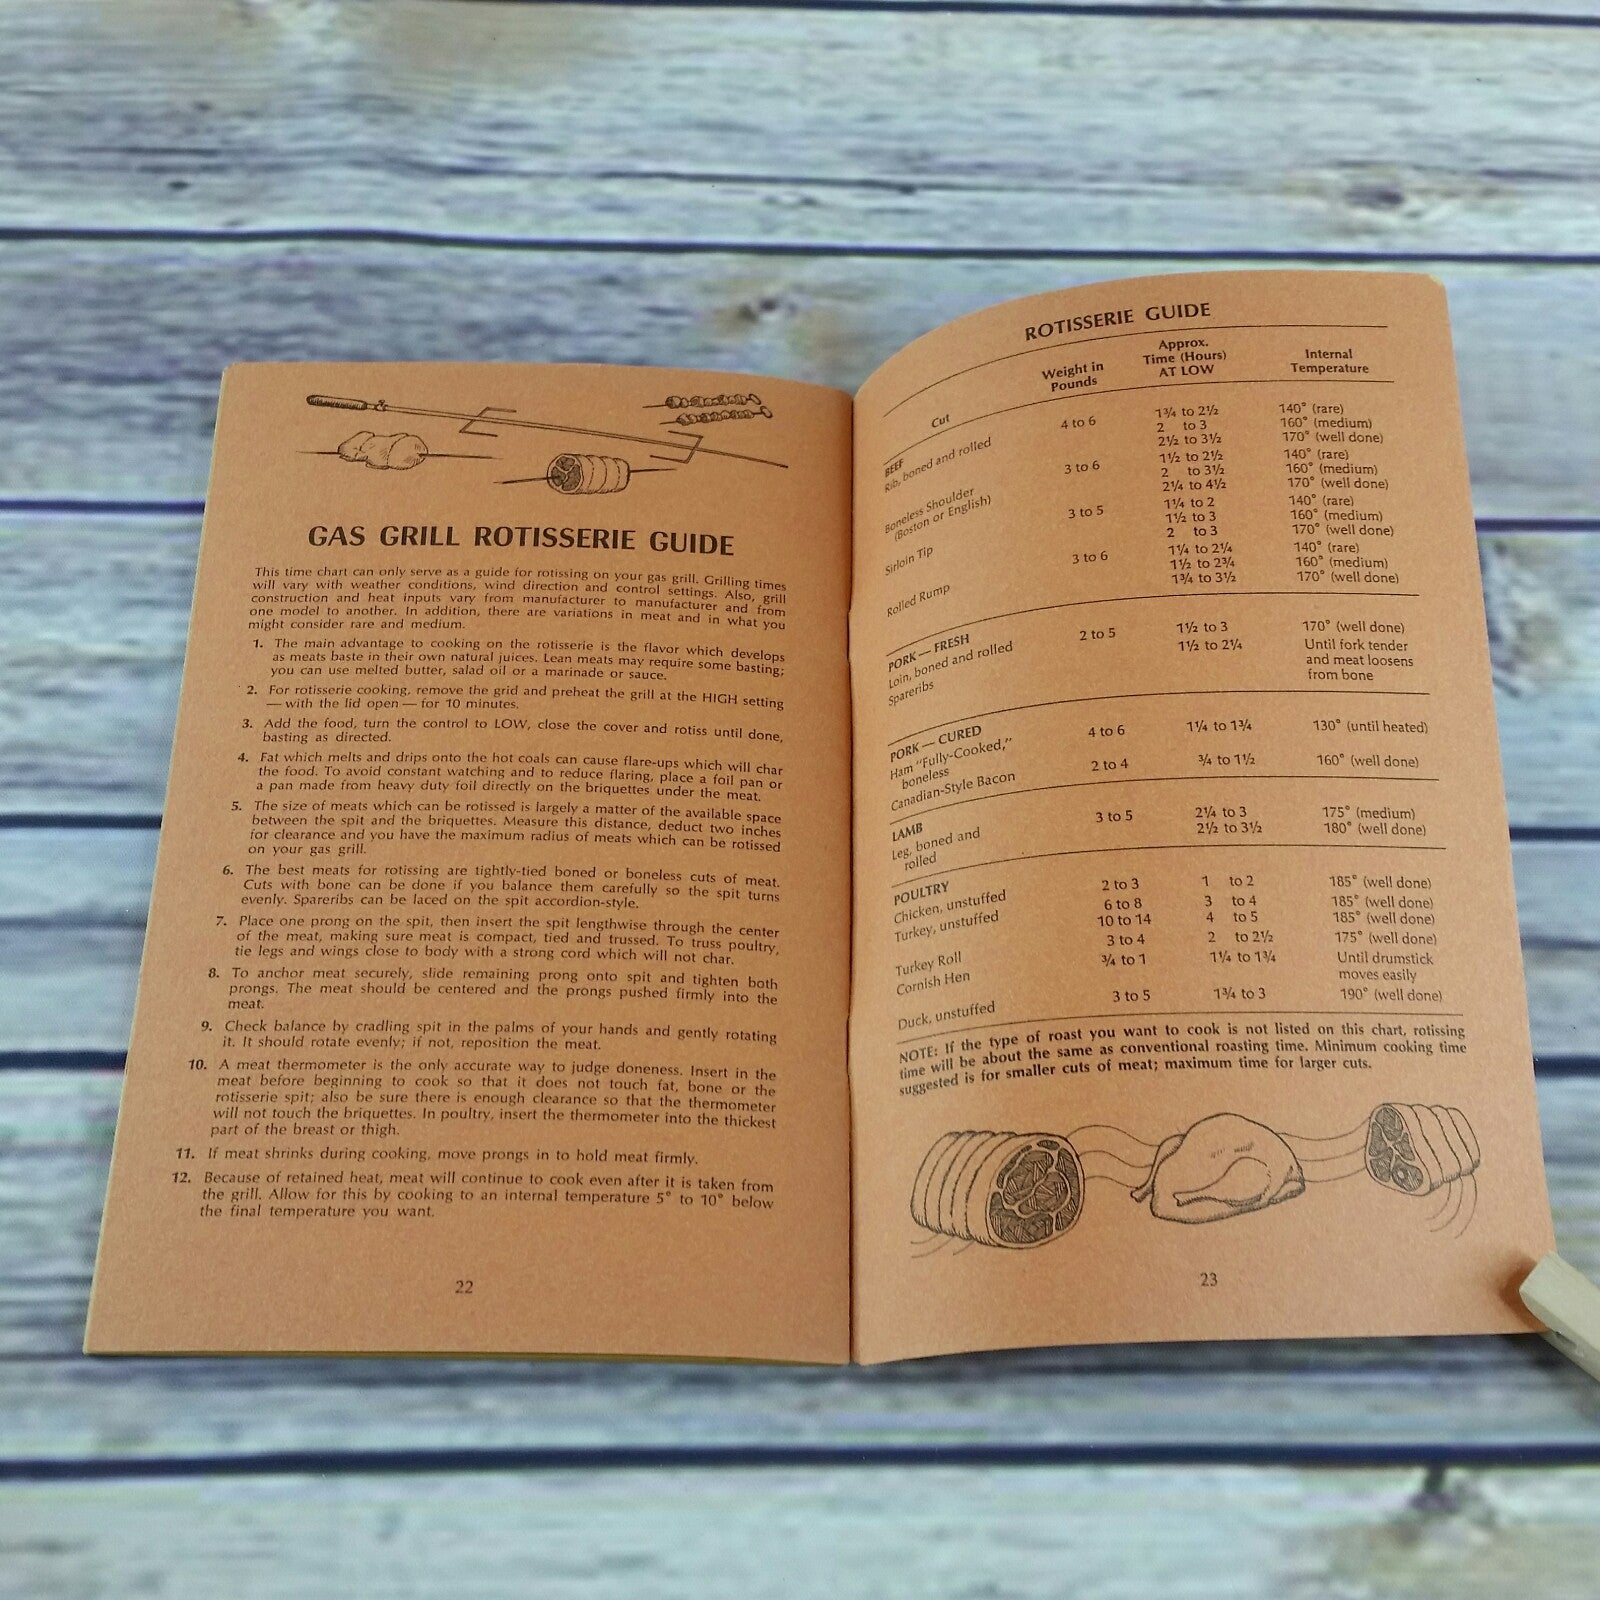 GAS GRILL ROTISSERIE GUIDE
This time chart can only serve as a guide for rotissing on your gas grill. Grilling times
will vary with weather conditions, wind direction and control settings. Also, grill
construction and heat inputs vary from manufacturer to manufacturer and from
one model to another. In addition, there are variations in meat and in what you
might consider rare and medium.
1. The main advantage to cooking on the rotisserie is the flavor which develops
as meats baste in their own natural juices. Lean meats may require some basting;
you can use melted butter, salad oil or a marinade or sauce.
2. For rotisserie cooking, remove the grid and preheat the grill at the HIGH setting
— with the lid open — for 10 minutes.
3. Add the food, turn the control to LOW, close the cover and rotiss until done,
basting as directed.
4. Fat which melts and drips onto the hot coals can cause flare-ups which will char
the food. To avoid constant watching and to reduce flaring, place a foil pan or
a pan made from heavy duty foil directly on the briquettes under the meat.
5. The size of meats which can be rotissed is largely a matter of the available space
between the spit and the briquettes. Measure this distance, deduct two inches
for clearance and you have the maximum radius of meats which can be rotissed
on your gas grill.
6. The best meats for rotissing are tightly-tied boned or boneless cuts of meat.
Cuts with bone can be done if you balance them carefully so the spit turns
evenly. Spareribs can be laced on the spit accordion-style.
7. Place one prong on the spit, then insert the spit lengthwise through the center
of the meat, making sure meat is compact, tied and trussed. To truss poultry,
tie legs and wings close to body with a strong cord which will not char.
8. To anchor meat securely, slide remaining prong onto spit and tighten both
prongs. The meat should be centered and the prongs pushed firmly into the
meat.
9. Check balance by cradling spit in the palms of your hands and gently rotating
it. It should rotate evenly; if not, reposition the meat.
10. A meat thermometer is the only accurate way to judge doneness. Insert in the
meat before beginning to cook so that it does not touch fat, bone or the
rotisserie spit; also be sure there is enough clearance so that the thermometer
will not touch the briquettes. In poultry, insert the thermometer into the thickest
part of the breast or thigh.
11. If meat shrinks during cooking, move prongs in to hold meat firmly.
12. Because of retained heat, meat will continue to cook even after it is taken from
the grill. Allow for this by cooking to an internal temperature 5° to 10° below
the final temperature you want.
22
ROTISSERIE GUIDE
Cut Weight in Pounds Approx. Time (Hours) AT LOW Internal Temperature
BEEF
Rib, boned and rolled 4 to 6 1¾ to 2½ 140° (rare)
2 to 3 160° (medium)
2½ to 3½ 170° (well done)
Boneless Shoulder (Boston or English) 3 to 6 1½ to 2½ 140° (rare)
2 to 3½ 160° (medium)
2¼ to 4½ 170° (well done)
Sirloin Tip 3 to 5 1¼ to 2 140° (rare)
1½ to 3 160° (medium)
2 to 3 170° (well done)
Rolled Rump 3 to 6 1¼ to 2¼ 140° (rare)
1½ to 2¾ 160° (medium)
1¾ to 3½ 170° (well done)
PORK — FRESH
Loin, boned and rolled 2 to 5 1½ to 3 170° (well done)
Spareribs 1½ to 2¼ Until fork tender
and meat loosens
from bone
PORK — CURED
Ham "Fully-Cooked," boneless 4 to 6 1¼ to 1¾ 130° (until heated)
Canadian-Style Bacon 2 to 4 ¾ to 1½ 160° (well done)
LAMB
Leg, boned and rolled 3 to 5 2¼ to 3 175° (medium)
2½ to 3½ 180° (well done)
POULTRY
Chicken, unstuffed 2 to 3 1 to 2 185° (well done)
Turkey, unstuffed 6 to 8 3 to 4 185° (well done)
10 to 14 4 to 5 185° (well done)
Turkey Roll 3 to 4 2 to 2½ 175° (well done)
Cornish Hen ¾ to 1 1¼ to 1¾ Until drumstick
moves easily
Duck, unstuffed 3 to 5 1¾ to 3 190° (well done)
NOTE: If the type of roast you want to cook is not listed on this chart, rotissing
time will be about the same as conventional roasting time. Minimum cooking time
suggested is for smaller cuts of meat; maximum time for larger cuts.
23